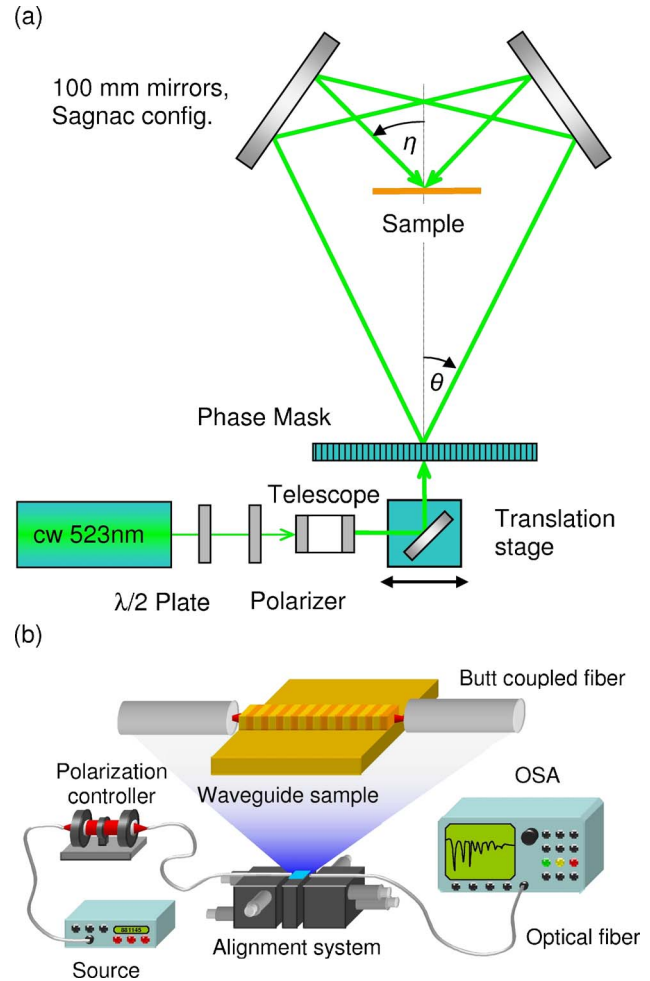 (a)
100 mm mirrors,
Sagnac config.
η
Sample
θ
Phase Mask
Telescope
cw 523nm
Translation
stage
λ/2 Plate
Polarizer
(b)
Butt coupled fiber
Polarization
controller
OSA
Waveguide sample
Alignment system
Optical fiber
Source